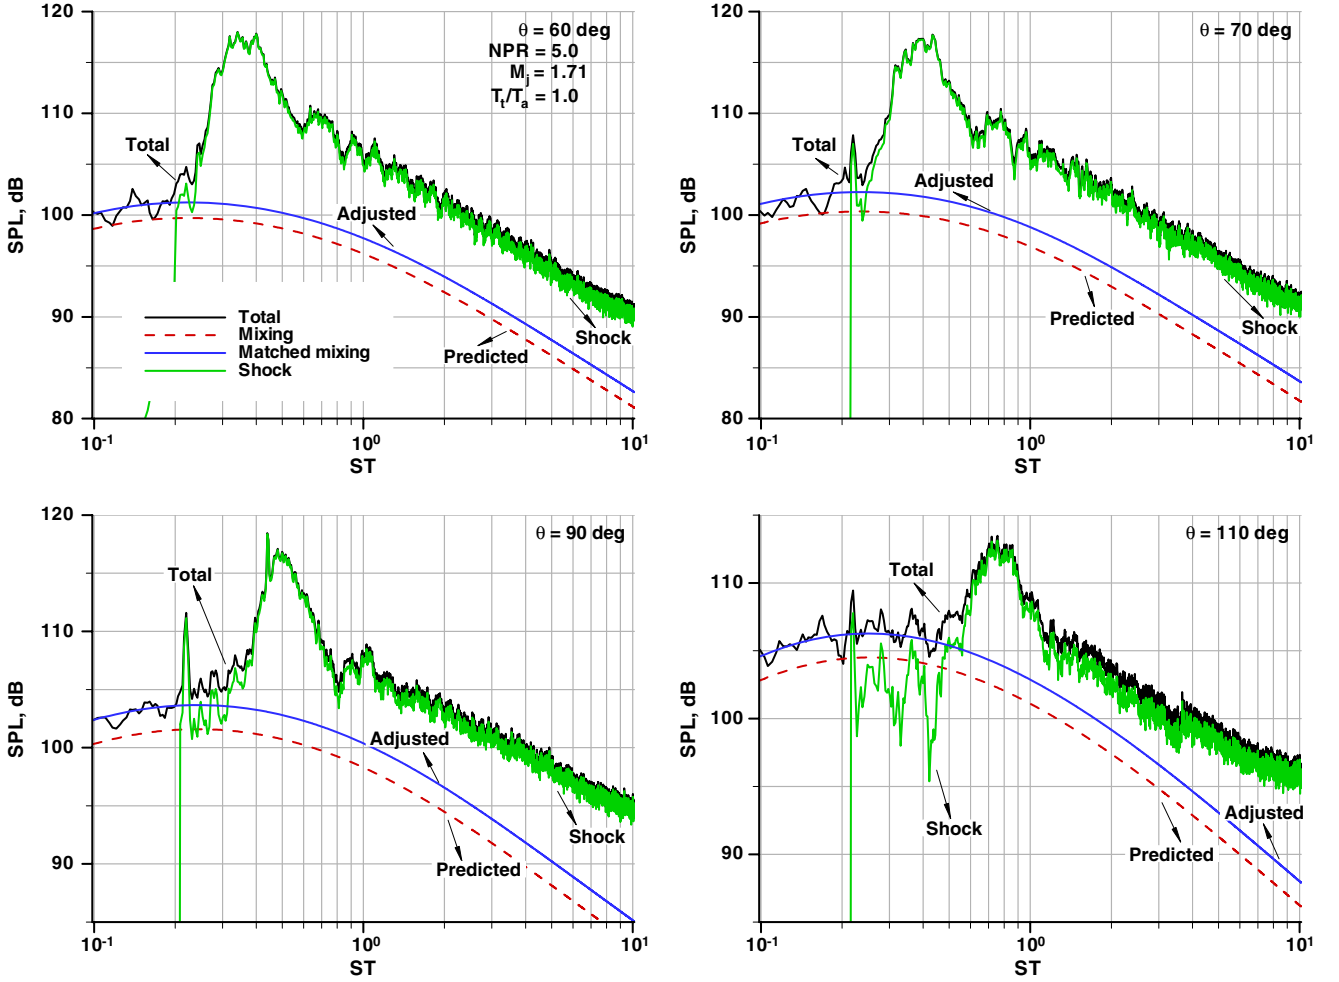 120
110
100
90
80
SPL, dB
θ = 60 deg
NPR = 5.0
Mj = 1.71
Tt/Ta = 1.0
Total
Adjusted
Total
Mixing
Matched mixing
Shock
Shock
Predicted
10-1
100
101
ST
120
110
100
90
80
SPL, dB
θ = 70 deg
Total
Adjusted
Predicted
Shock
10-1
100
101
ST
120
110
100
90
SPL, dB
θ = 90 deg
Total
Adjusted
Shock
Predicted
10-1
100
101
ST
110
100
90
SPL, dB
θ = 110 deg
Total
Shock
Adjusted
Predicted
10-1
100
101
ST